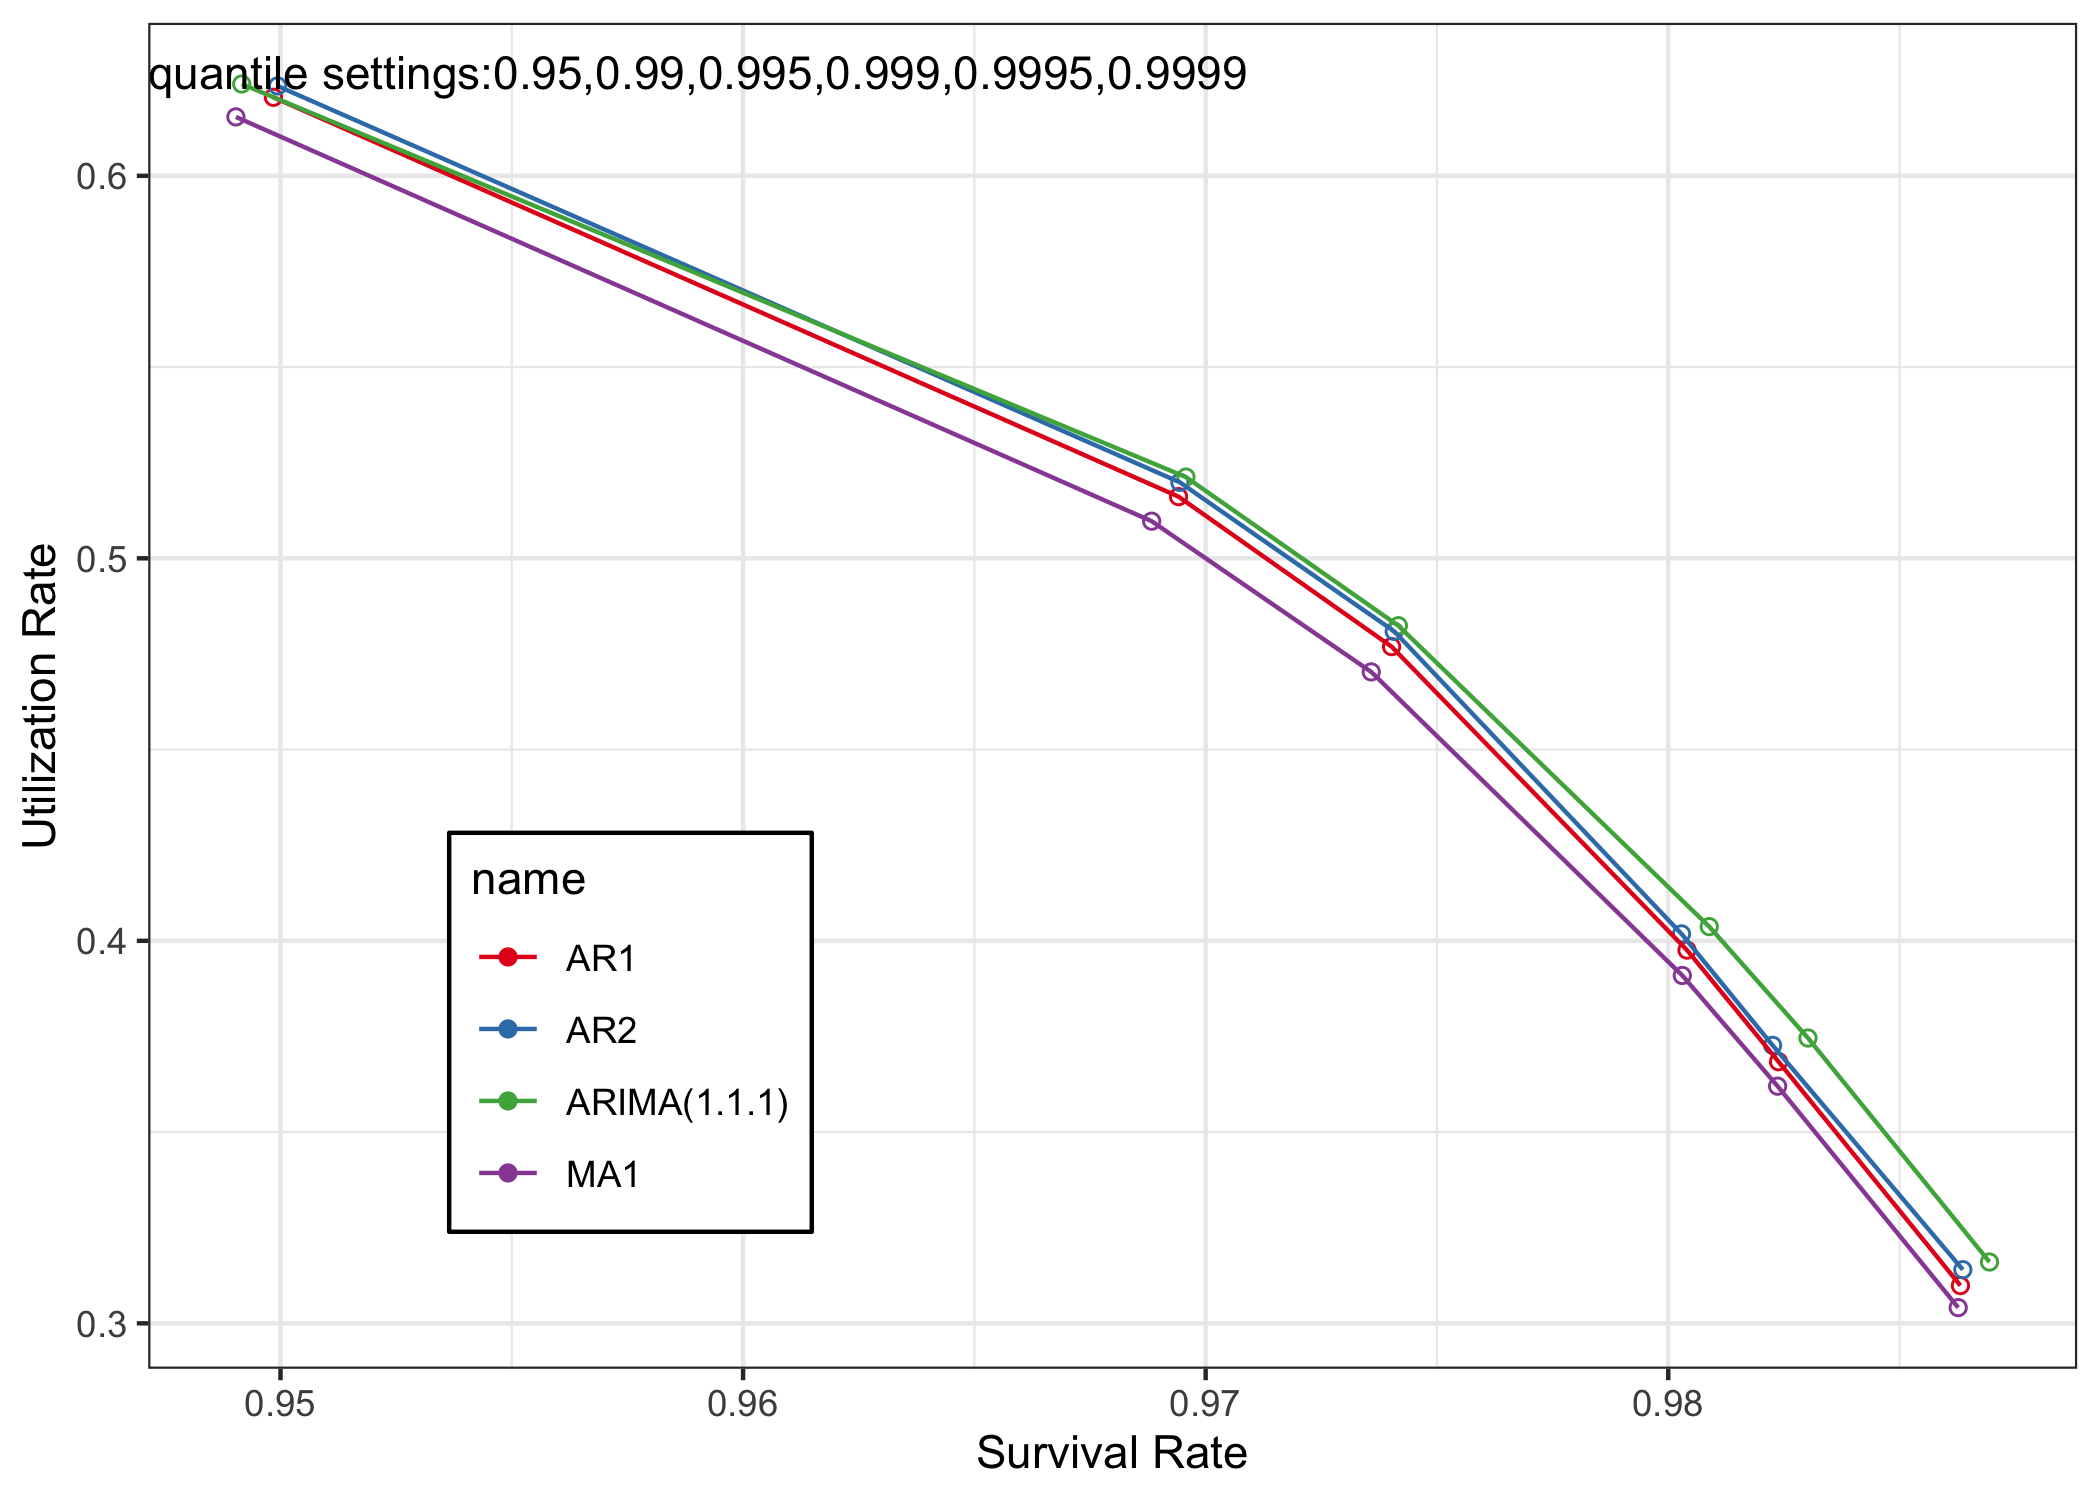 quantile settings:0.95,0.99,0.995,0.999,0.9995,0.9999
0.6
0.5
0.4
0.3
Utilization Rate
name
AR1
AR2
ARIMA(1.1.1)
MA1
0.95 0.96 0.97 0.98
Survival Rate